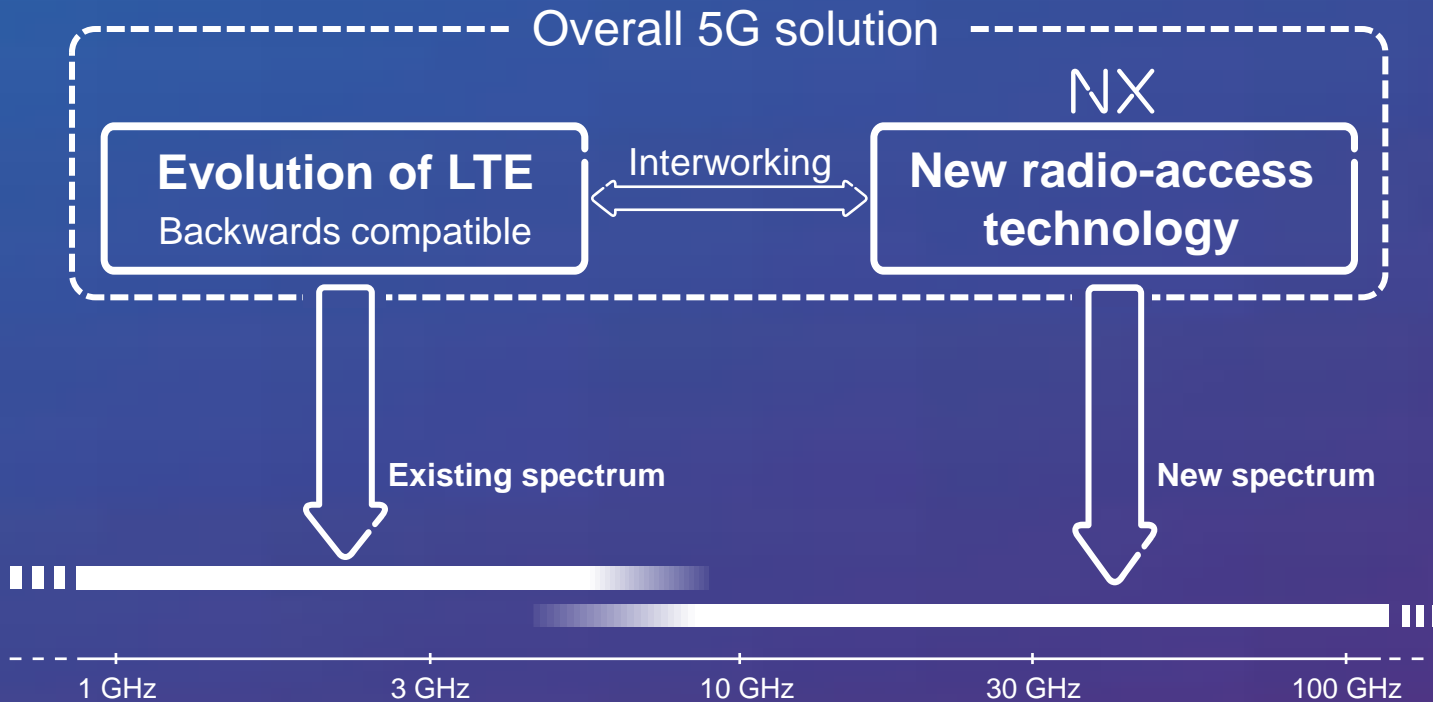 Overall 5G solution
NX
Evolution of LTE
Backwards compatible
Interworking
New radio-access
technology
Existing spectrum
New spectrum
1 GHz
3 GHz
10 GHz
30 GHz
100 GHz